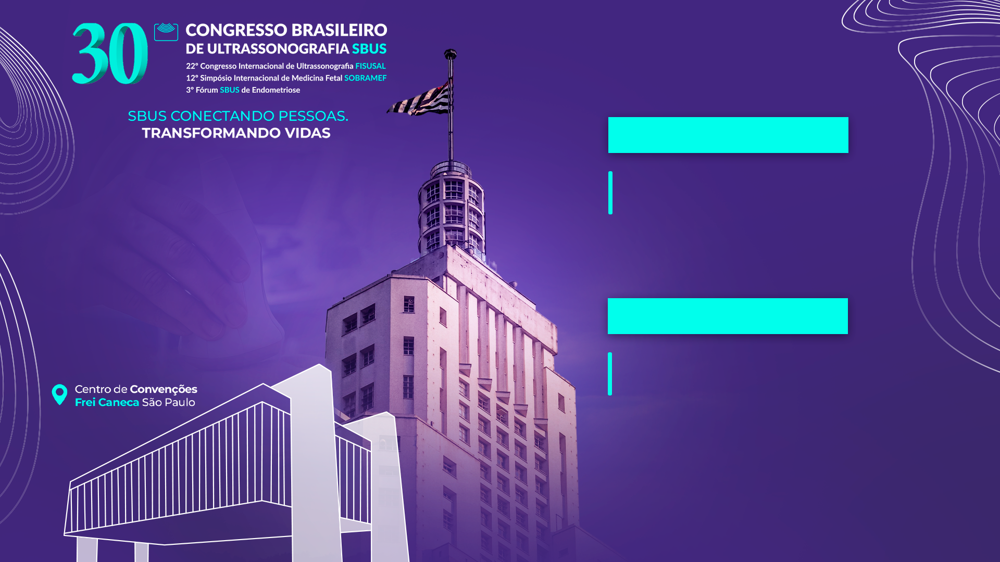 30
CONGRESSO BRASILEIRO
DE ULTRASSONOGRAFIA SBUS
22º Congresso Internacional de Ultrassonografia FISUSAL
12º Simpósio Internacional de Medicina Fetal SOBRAMEF
3º Fórum SBUS de Endometriose
SBUS CONECTANDO PESSOAS.
TRANSFORMANDO VIDAS
Centro de Convenções
Frei Caneca São Paulo